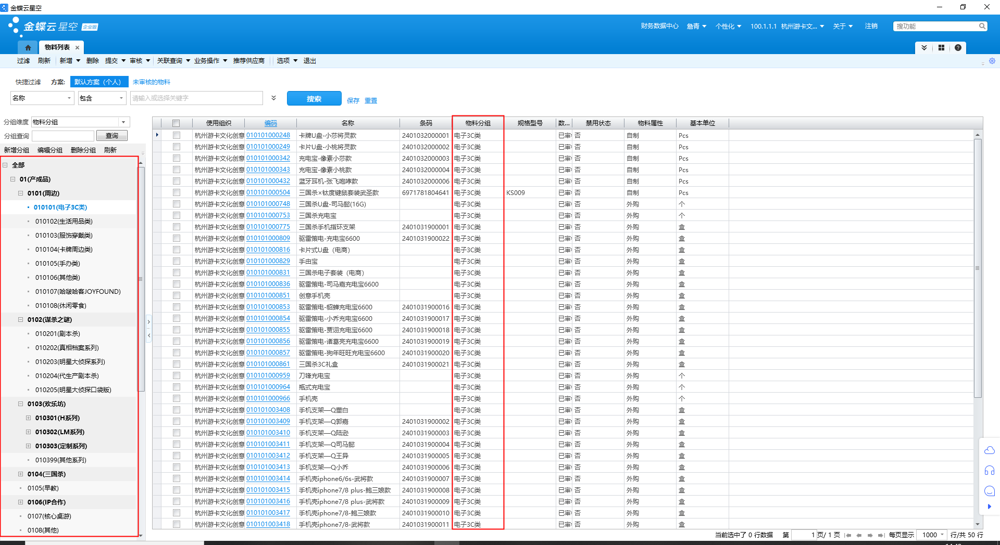 金蝶云星空
金蝶云 星空 企业版
财务数据中心 詹青 个性化 100.1.1.1 杭州游卡文... 关于 注销 搜功能
物料列表
过滤 刷新 新增 删除 提交 审核 关联查询 业务操作 推荐供应商 选项 退出
快捷过滤 方案: 默认方案（个人） 未审核的物料
名称 包含 请输入或选择关键字 搜索 保存 重置
分组维度 物料分组
分组查询 查询
新增分组 编辑分组 删除分组 刷新
全部
01(产成品)
0101(周边)
010101(电子3C类)
010102(生活用品类)
010103(服饰穿戴类)
010104(卡牌周边类)
010105(手办类)
010106(其他类)
010107(哈啵哈客JOYFOUND)
010108(休闲零食)
0102(谋杀之谜)
010201(剧本杀)
010202(真相档案系列)
010203(明星大侦探系列)
010204(代生产剧本杀)
010205(明星大侦探口袋版)
0103(欢乐坊)
010301(H系列)
010302(LM系列)
010303(定制系列)
010399(其他系列)
0104(三国杀)
0105(早教)
0106(IP合作)
0107(核心桌游)
0108(其他)
使用组织 编码 名称 条码 物料分组 规格型号 数... 禁用状态 物料属性 基本单位
杭州游卡文化创意 010101000248 卡牌U盘-小莎将灵款 2401032000001 电子3C类 已审 否 自制 Pcs
杭州游卡文化创意 010101000249 卡片U盘-小桃将灵款 2401032000002 电子3C类 已审 否 自制 Pcs
杭州游卡文化创意 010101000342 充电宝-像素小莎款 2401032000003 电子3C类 已审 否 自制 Pcs
杭州游卡文化创意 010101000343 充电宝-像素小桃款 2401032000004 电子3C类 已审 否 自制 Pcs
杭州游卡文化创意 010101000432 蓝牙耳机-张飞咆哮款 2401032000006 电子3C类 已审 否 自制 Pcs
杭州游卡文化创意 010101000504 三国杀×钛度键鼠套装武圣款 6971781804641 电子3C类 KS009 已审 否 自制 Pcs
杭州游卡文化创意 010101000748 三国杀U盘-司马懿(16G) 电子3C类 已审 否 外购 个
杭州游卡文化创意 010101000753 三国杀充电宝 电子3C类 已审 否 外购 个
杭州游卡文化创意 010101000775 三国杀手机指环支架 2401031900001 电子3C类 已审 否 外购 盒
杭州游卡文化创意 010101000809 驱雷策电-充电宝6600 2401031900022 电子3C类 已审 否 外购 盒
杭州游卡文化创意 010101000816 卡片式U盘（电商） 电子3C类 已审 否 外购 盒
杭州游卡文化创意 010101000829 手由宝 电子3C类 已审 否 外购 盒
杭州游卡文化创意 010101000831 三国杀电子套装（电商） 电子3C类 已审 否 外购 盒
杭州游卡文化创意 010101000836 驱雷策电-司马嘉充电宝6600 电子3C类 已审 否 外购 盒
杭州游卡文化创意 010101000851 创意手机壳 电子3C类 已审 否 外购 盒
杭州游卡文化创意 010101000853 驱雷策电-貂蝉充电宝6600 2401031900016 电子3C类 已审 否 外购 盒
杭州游卡文化创意 010101000854 驱雷策电-小乔充电宝6600 2401031900017 电子3C类 已审 否 外购 盒
杭州游卡文化创意 010101000855 驱雷策电-贾诩充电宝6600 2401031900018 电子3C类 已审 否 外购 盒
杭州游卡文化创意 010101000856 驱雷策电-诸葛亮充电宝6600 2401031900019 电子3C类 已审 否 外购 盒
杭州游卡文化创意 010101000857 驱雷策电-狗年旺旺充电宝6600 2401031900020 电子3C类 已审 否 外购 盒
杭州游卡文化创意 010101000861 三国杀3C礼盒 2401031900021 电子3C类 已审 否 外购 盒
杭州游卡文化创意 010101000959 刀锋充电宝 电子3C类 已审 否 外购 个
杭州游卡文化创意 010101000964 瓶式充电宝 电子3C类 已审 否 外购 个
杭州游卡文化创意 010101000966 手机壳 电子3C类 已审 否 外购 个
杭州游卡文化创意 010101003408 手机支架—Q董白 电子3C类 已审 否 外购 盒
杭州游卡文化创意 010101003409 手机支架—Q郭嘉 2401031900002 电子3C类 已审 否 外购 盒
杭州游卡文化创意 010101003410 手机支架—Q陆逊 2401031900003 电子3C类 已审 否 外购 盒
杭州游卡文化创意 010101003411 手机支架—Q司马懿 2401031900004 电子3C类 已审 否 外购 盒
杭州游卡文化创意 010101003412 手机支架—Q王异 2401031900005 电子3C类 已审 否 外购 盒
杭州游卡文化创意 010101003413 手机支架—Q小乔 2401031900006 电子3C类 已审 否 外购 盒
杭州游卡文化创意 010101003414 手机壳iphone6/6s-武将款 2401031900007 电子3C类 已审 否 外购 盒
杭州游卡文化创意 010101003415 手机壳iphone7/8 plus-鲍三娘款 2401031900008 电子3C类 已审 否 外购 盒
杭州游卡文化创意 010101003416 手机壳iphone7/8 plus-武将款 2401031900009 电子3C类 已审 否 外购 盒
杭州游卡文化创意 010101003417 手机壳iphone7/8-鲍三娘款 2401031900010 电子3C类 已审 否 外购 盒
杭州游卡文化创意 010101003418 手机壳iphone7/8-武将款 2401031900011 电子3C类 已审 否 外购 盒
当前选中了 0 行数据 第 1 页/ 1 页 每页显示 1000 行/共 50 行